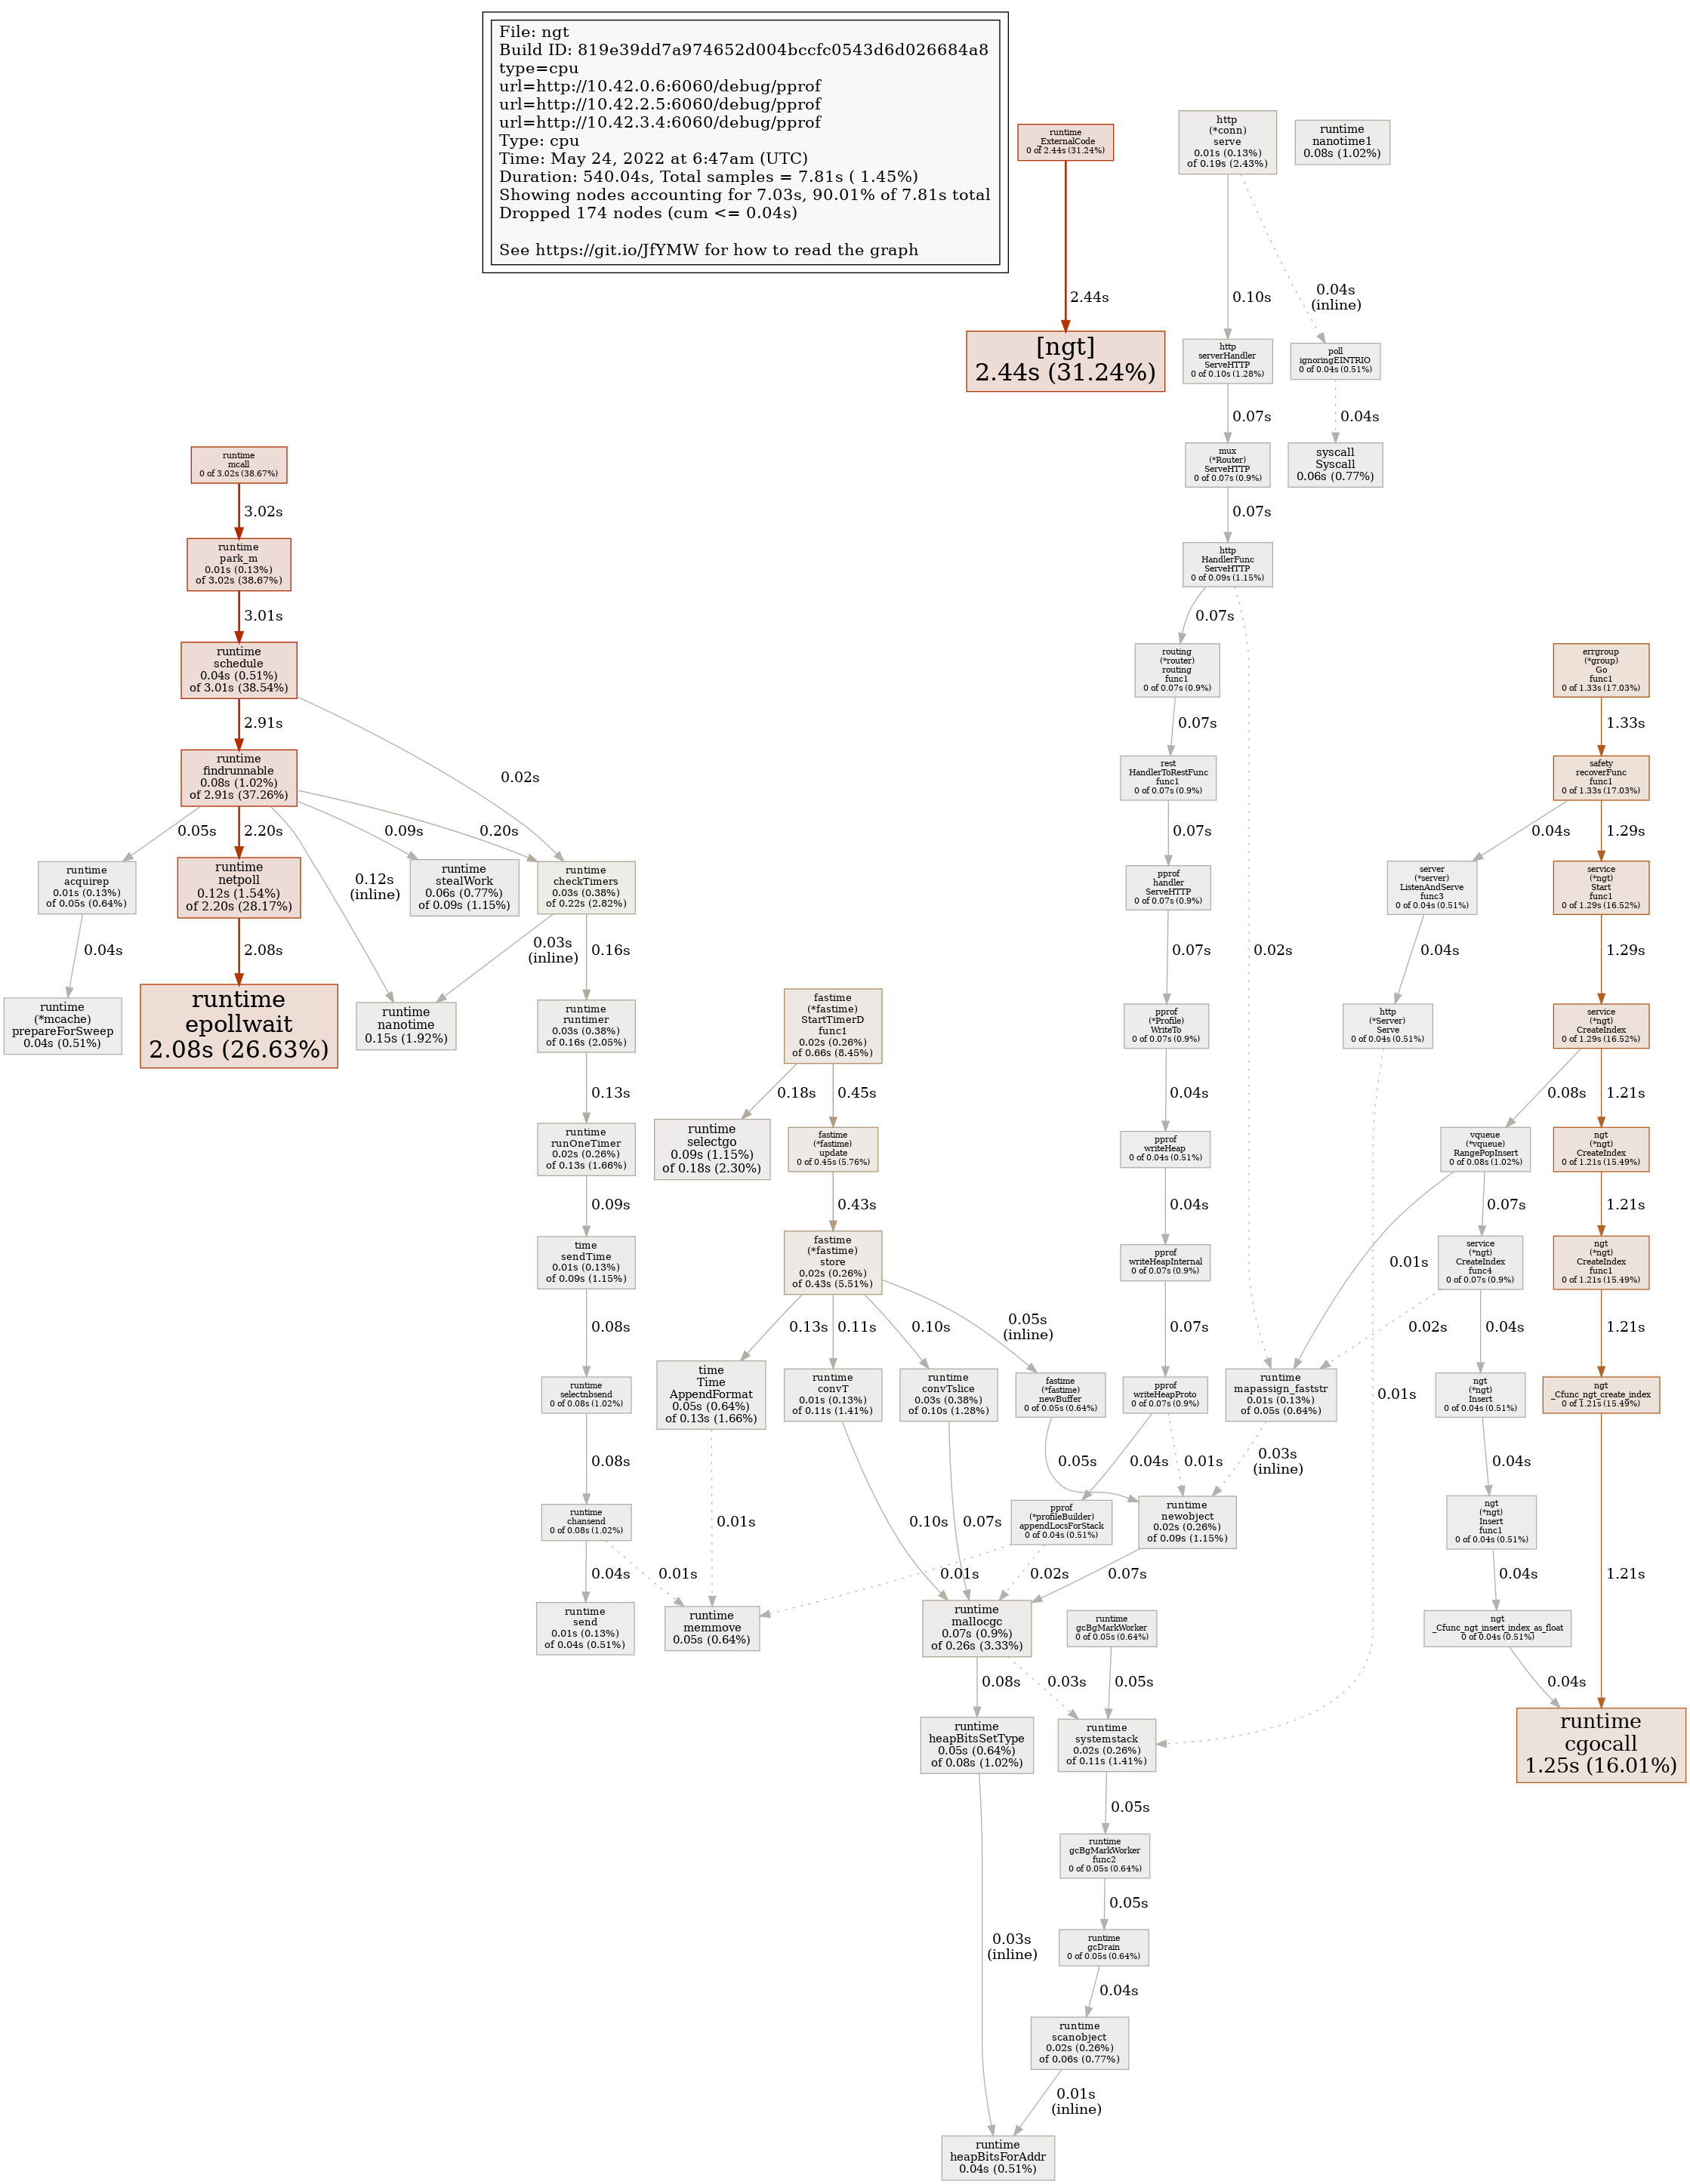 File: ngt
Build ID: 819e39dd7a974652d004bccfc0543d6d026684a8
type=cpu
url=http://10.42.0.6:6060/debug/pprof
url=http://10.42.2.5:6060/debug/pprof
url=http://10.42.3.4:6060/debug/pprof
Type: cpu
Time: May 24, 2022 at 6:47am (UTC)
Duration: 540.04s, Total samples = 7.81s ( 1.45%)
Showing nodes accounting for 7.03s, 90.01% of 7.81s total
Dropped 174 nodes (cum <= 0.04s)
See https://git.io/JfYMW for how to read the graph
runtime
_ExternalCode
0 of 2.44s (31.24%)
2.44s
[ngt]
2.44s (31.24%)
http
(*conn)
serve
0.01s (0.13%)
of 0.19s (2.43%)
runtime
nanotime1
0.08s (1.02%)
0.10s
0.04s
(inline)
http
serverHandler
ServeHTTP
0 of 0.10s (1.28%)
poll
ignoringEINTRIO
0 of 0.04s (0.51%)
0.07s
0.04s
mux
(*Router)
ServeHTTP
0 of 0.07s (0.9%)
syscall
Syscall
0.06s (0.77%)
0.07s
http
HandlerFunc
ServeHTTP
0 of 0.09s (1.15%)
0.07s
0.02s
routing
(*router)
routing
func1
0 of 0.07s (0.9%)
0.07s
rest
HandlerToRestFunc
func1
0 of 0.07s (0.9%)
0.07s
pprof
handler
ServeHTTP
0 of 0.07s (0.9%)
0.07s
pprof
(*Profile)
WriteTo
0 of 0.07s (0.9%)
0.04s
pprof
writeHeap
0 of 0.04s (0.51%)
0.04s
pprof
writeHeapInternal
0 of 0.07s (0.9%)
0.07s
pprof
writeHeapProto
0 of 0.07s (0.9%)
0.04s
0.01s
pprof
(*profileBuilder)
appendLocsForStack
0 of 0.04s (0.51%)
0.01s
0.02s
runtime
mcall
0 of 3.02s (38.67%)
3.02s
runtime
park_m
0.01s (0.13%)
of 3.02s (38.67%)
3.01s
runtime
schedule
0.04s (0.51%)
of 3.01s (38.54%)
2.91s
0.02s
runtime
findrunnable
0.08s (1.02%)
of 2.91s (37.26%)
0.05s
2.20s
0.12s
(inline)
0.09s
0.20s
runtime
acquirep
0.01s (0.13%)
of 0.05s (0.64%)
runtime
netpoll
0.12s (1.54%)
of 2.20s (28.17%)
runtime
stealWork
0.06s (0.77%)
of 0.09s (1.15%)
runtime
checkTimers
0.03s (0.38%)
of 0.22s (2.82%)
0.04s
2.08s
0.03s
(inline)
0.16s
runtime
(*mcache)
prepareForSweep
0.04s (0.51%)
runtime
epollwait
2.08s (26.63%)
runtime
nanotime
0.15s (1.92%)
runtime
runtimer
0.03s (0.38%)
of 0.16s (2.05%)
0.13s
runtime
runOneTimer
0.02s (0.26%)
of 0.13s (1.66%)
0.09s
time
sendTime
0.01s (0.13%)
of 0.09s (1.15%)
0.08s
runtime
selectnbsend
0 of 0.08s (1.02%)
0.08s
runtime
chansend
0 of 0.08s (1.02%)
0.04s
0.01s
runtime
send
0.01s (0.13%)
of 0.04s (0.51%)
runtime
memmove
0.05s (0.64%)
fastime
(*fastime)
StartTimerD
func1
0.02s (0.26%)
of 0.66s (8.45%)
0.18s
0.45s
runtime
selectgo
0.09s (1.15%)
of 0.18s (2.30%)
fastime
(*fastime)
update
0 of 0.45s (5.76%)
0.43s
fastime
(*fastime)
store
0.02s (0.26%)
of 0.43s (5.51%)
0.13s
0.11s
0.10s
0.05s
(inline)
time
Time
AppendFormat
0.05s (0.64%)
of 0.13s (1.66%)
runtime
convT
0.01s (0.13%)
of 0.11s (1.41%)
runtime
convTslice
0.03s (0.38%)
of 0.10s (1.28%)
fastime
(*fastime)
newBuffer
0 of 0.05s (0.64%)
0.01s
0.10s
0.07s
0.05s
errgroup
(*group)
Go
func1
0 of 1.33s (17.03%)
1.33s
safety
recoverFunc
func1
0 of 1.33s (17.03%)
0.04s
1.29s
server
(*server)
ListenAndServe
func3
0 of 0.04s (0.51%)
service
(*ngt)
Start
func1
0 of 1.29s (16.52%)
0.04s
1.29s
http
(*Server)
Serve
0 of 0.04s (0.51%)
0.01s
service
(*ngt)
CreateIndex
0 of 1.29s (16.52%)
0.08s
1.21s
vqueue
(*vqueue)
RangePopInsert
0 of 0.08s (1.02%)
ngt
(*ngt)
CreateIndex
0 of 1.21s (15.49%)
0.01s
0.07s
1.21s
service
(*ngt)
CreateIndex
func4
0 of 0.07s (0.9%)
ngt
(*ngt)
CreateIndex
func1
0 of 1.21s (15.49%)
0.02s
0.04s
1.21s
runtime
mapassign_faststr
0.01s (0.13%)
of 0.05s (0.64%)
ngt
(*ngt)
Insert
0 of 0.04s (0.51%)
ngt
_Cfunc_ngt_create_index
0 of 1.21s (15.49%)
0.03s
(inline)
0.04s
runtime
newobject
0.02s (0.26%)
of 0.09s (1.15%)
ngt
(*ngt)
Insert
func1
0 of 0.04s (0.51%)
0.07s
0.04s
1.21s
ngt
_Cfunc_ngt_insert_index_as_float
0 of 0.04s (0.51%)
0.04s
runtime
cgocall
1.25s (16.01%)
runtime
mallocgc
0.07s (0.9%)
of 0.26s (3.33%)
runtime
gcBgMarkWorker
0 of 0.05s (0.64%)
0.08s
0.03s
0.05s
runtime
heapBitsSetType
0.05s (0.64%)
of 0.08s (1.02%)
runtime
systemstack
0.02s (0.26%)
of 0.11s (1.41%)
0.05s
runtime
gcBgMarkWorker
func2
0 of 0.05s (0.64%)
0.05s
0.03s
(inline)
runtime
gcDrain
0 of 0.05s (0.64%)
0.04s
runtime
scanobject
0.02s (0.26%)
of 0.06s (0.77%)
0.01s
(inline)
runtime
heapBitsForAddr
0.04s (0.51%)